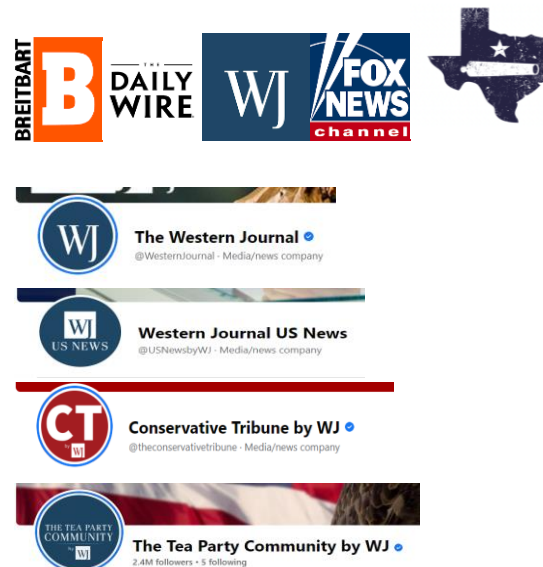 BREITBART
B
THE
DAILY
WIRE
WJ
FOX
NEWS
channel
WJ
The Western Journal
@WesternJournal · Media/news company
WJ
US NEWS
Western Journal US News
@USNewsbyWJ · Media/news company
CT
by WJ
Conservative Tribune by WJ
@theconservativetribune · Media/news company
THE TEA PARTY
COMMUNITY
by WJ
The Tea Party Community by WJ
2.4M followers • 5 following